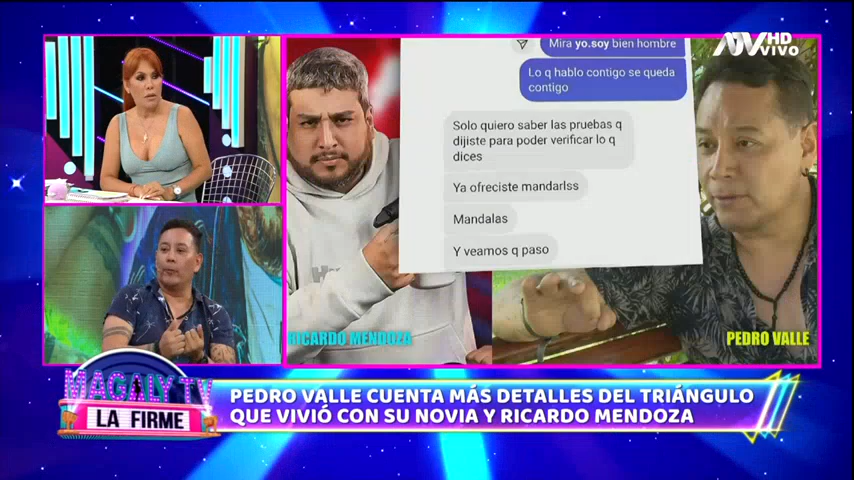 ATV HD
VIVO
Mira yo.soy bien hombre
Lo q hablo contigo se queda
contigo
Solo quiero saber las pruebas q
dijiste para poder verificar lo q
dices
Ya ofreciste mandarlss
Mandalas
Y veamos q paso
RICARDO MENDOZA
PEDRO VALLE
MAGALY TV
LA FIRME
PEDRO VALLE CUENTA MÁS DETALLES DEL TRIÁNGULO
QUE VIVIÓ CON SU NOVIA Y RICARDO MENDOZA